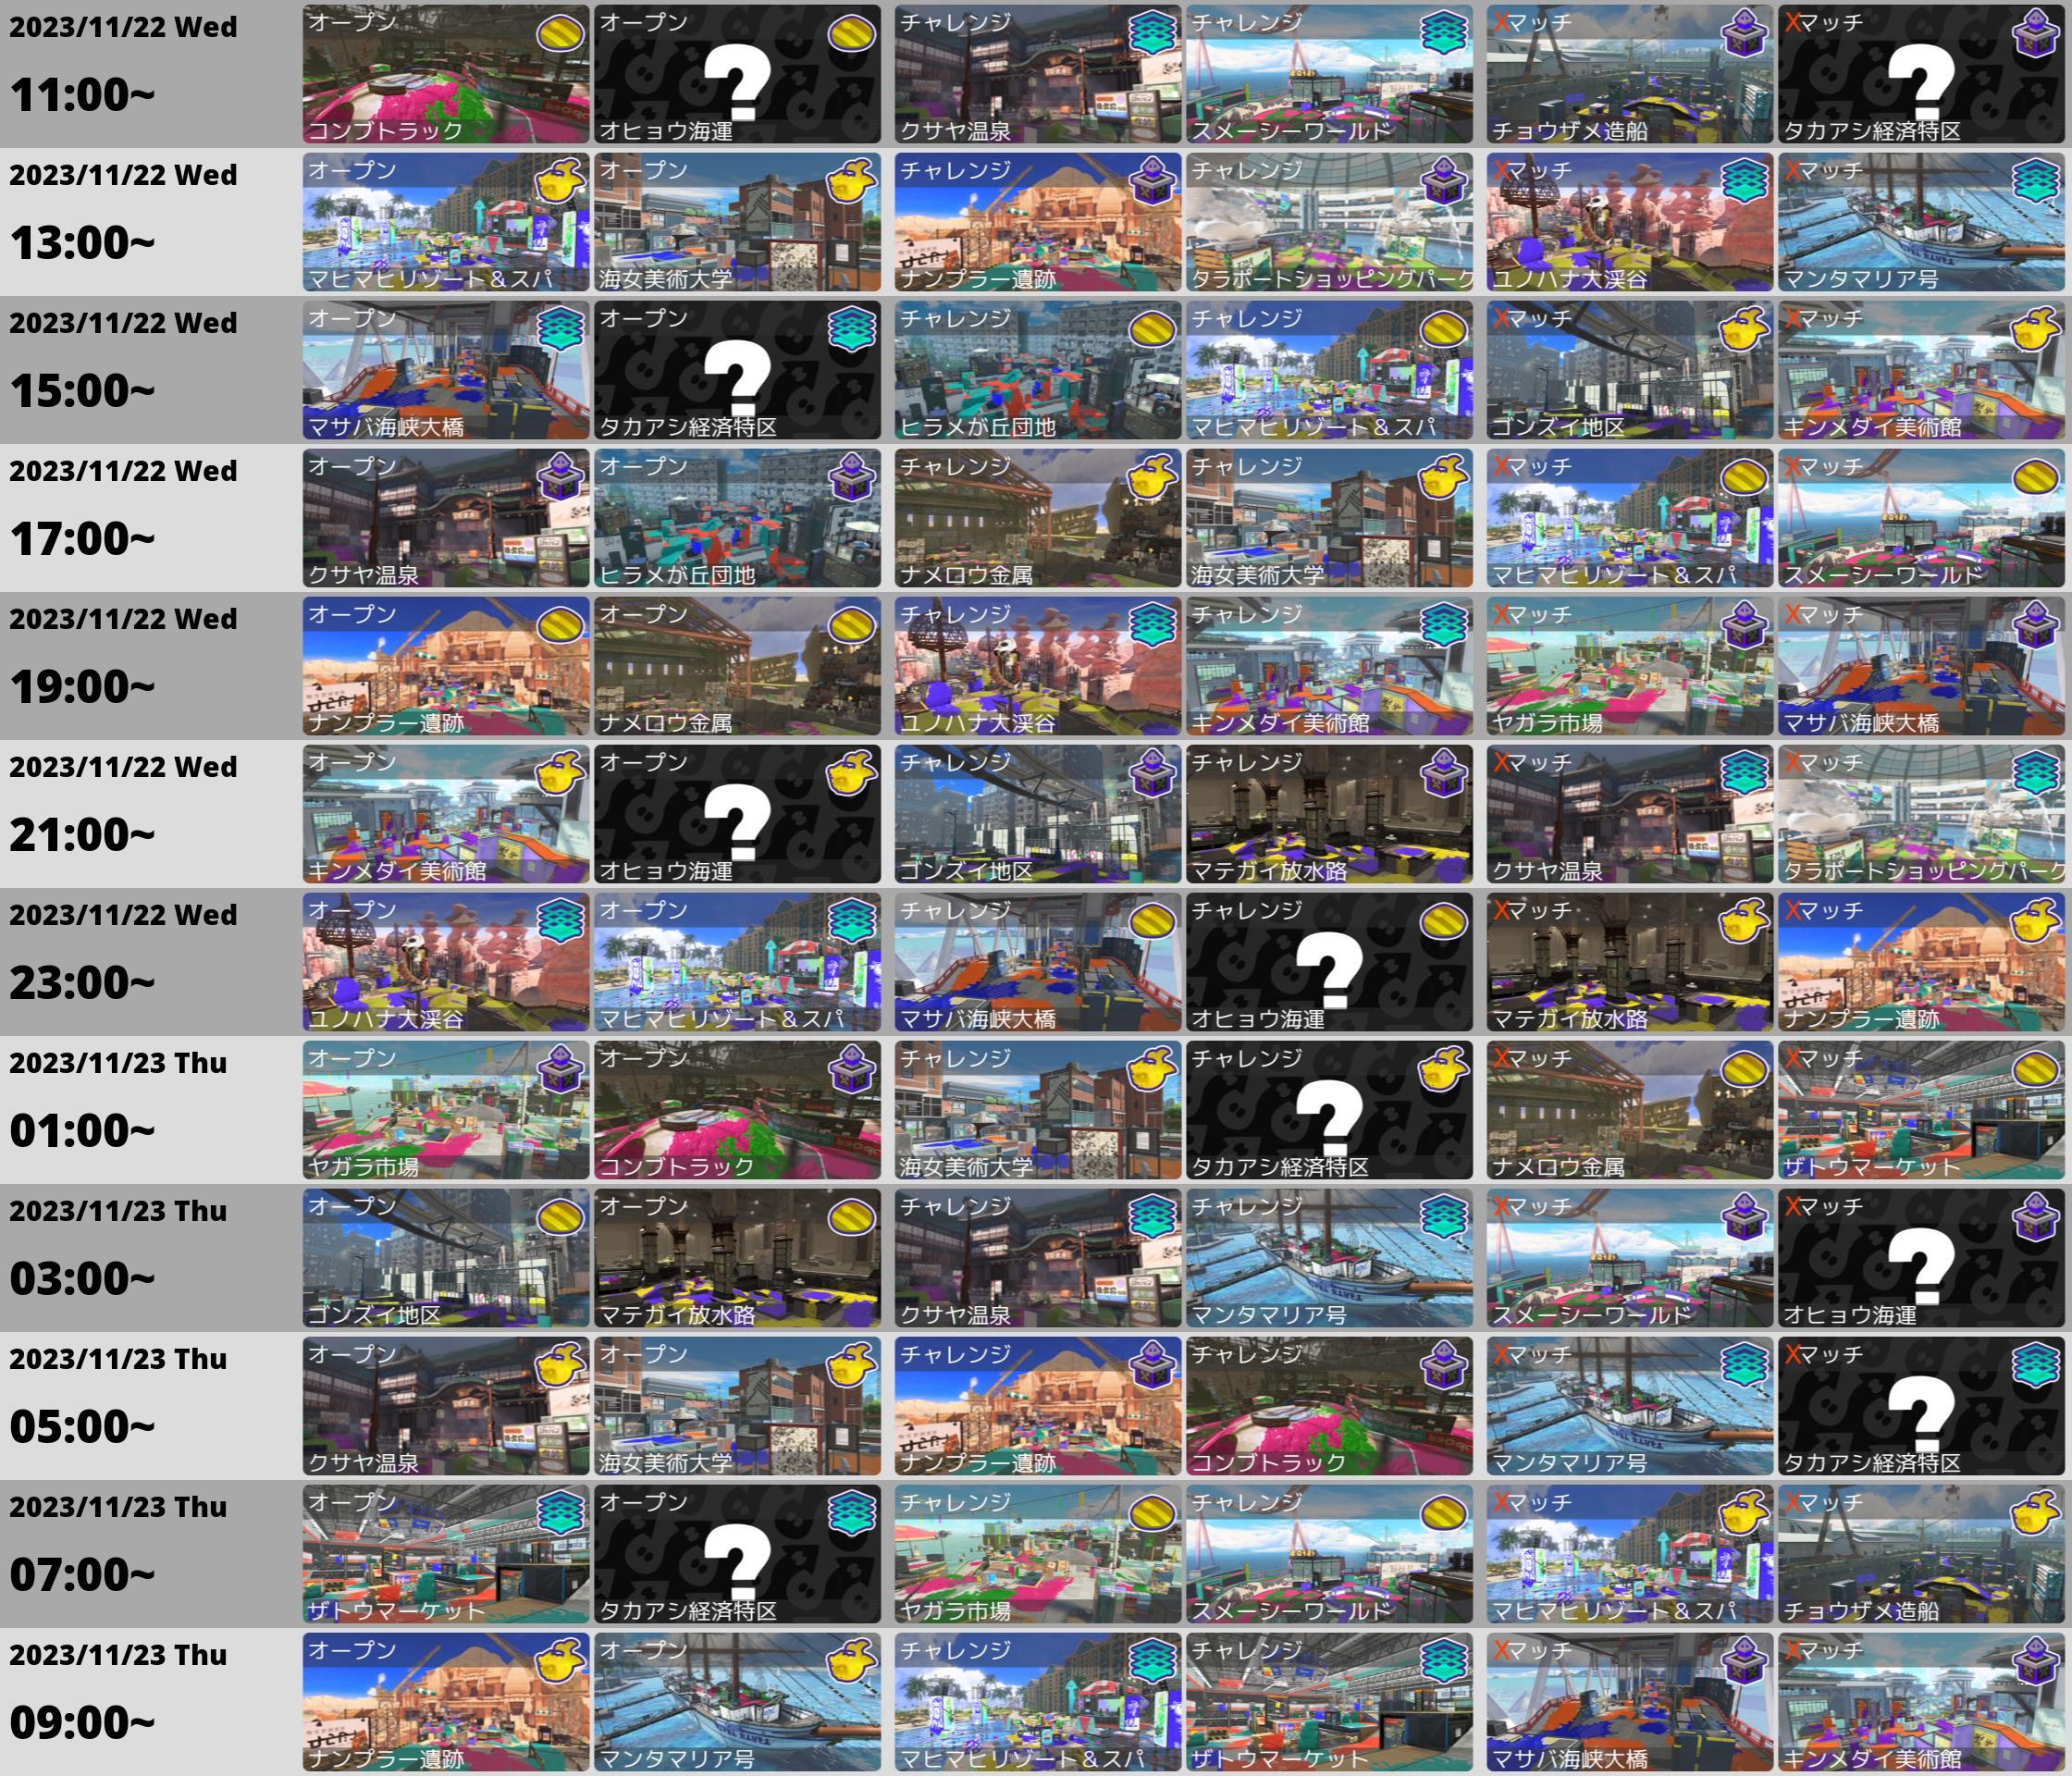 2023/11/22 Wed
11:00~
オープン
コンブトラック
オープン
オヒョウ海運
チャレンジ
クサヤ温泉
チャレンジ
スメーシーワールド
Xマッチ
チョウザメ造船
Xマッチ
タカアシ経済特区
2023/11/22 Wed
13:00~
オープン
マヒマヒリゾート＆スパ
オープン
海女美術大学
チャレンジ
ナンプラー遺跡
チャレンジ
タラポートショッピングパーク
Xマッチ
ユノハナ大渓谷
Xマッチ
マンタマリア号
2023/11/22 Wed
15:00~
オープン
マサバ海峡大橋
オープン
タカアシ経済特区
チャレンジ
ヒラメが丘団地
チャレンジ
マヒマヒリゾート＆スパ
Xマッチ
ゴンズイ地区
Xマッチ
キンメダイ美術館
2023/11/22 Wed
17:00~
オープン
クサヤ温泉
オープン
ヒラメが丘団地
チャレンジ
ナメロウ金属
チャレンジ
海女美術大学
Xマッチ
マヒマヒリゾート＆スパ
Xマッチ
スメーシーワールド
2023/11/22 Wed
19:00~
オープン
ナンプラー遺跡
オープン
ナメロウ金属
チャレンジ
ユノハナ大渓谷
チャレンジ
キンメダイ美術館
Xマッチ
ヤガラ市場
Xマッチ
マサバ海峡大橋
2023/11/22 Wed
21:00~
オープン
キンメダイ美術館
オープン
オヒョウ海運
チャレンジ
ゴンズイ地区
チャレンジ
マテガイ放水路
Xマッチ
クサヤ温泉
Xマッチ
タラポートショッピングパーク
2023/11/22 Wed
23:00~
オープン
ユノハナ大渓谷
オープン
マヒマヒリゾート＆スパ
チャレンジ
マサバ海峡大橋
チャレンジ
オヒョウ海運
Xマッチ
マテガイ放水路
Xマッチ
ナンプラー遺跡
2023/11/23 Thu
01:00~
オープン
ヤガラ市場
オープン
コンブトラック
チャレンジ
海女美術大学
チャレンジ
タカアシ経済特区
Xマッチ
ナメロウ金属
Xマッチ
ザトウマーケット
2023/11/23 Thu
03:00~
オープン
ゴンズイ地区
オープン
マテガイ放水路
チャレンジ
クサヤ温泉
チャレンジ
マンタマリア号
Xマッチ
スメーシーワールド
Xマッチ
オヒョウ海運
2023/11/23 Thu
05:00~
オープン
クサヤ温泉
オープン
海女美術大学
チャレンジ
ナンプラー遺跡
チャレンジ
コンブトラック
Xマッチ
マンタマリア号
Xマッチ
タカアシ経済特区
2023/11/23 Thu
07:00~
オープン
ザトウマーケット
オープン
タカアシ経済特区
チャレンジ
ヤガラ市場
チャレンジ
スメーシーワールド
Xマッチ
マヒマヒリゾート＆スパ
Xマッチ
チョウザメ造船
2023/11/23 Thu
09:00~
オープン
ナンプラー遺跡
オープン
マンタマリア号
チャレンジ
マヒマヒリゾート＆スパ
チャレンジ
ザトウマーケット
Xマッチ
マサバ海峡大橋
Xマッチ
キンメダイ美術館